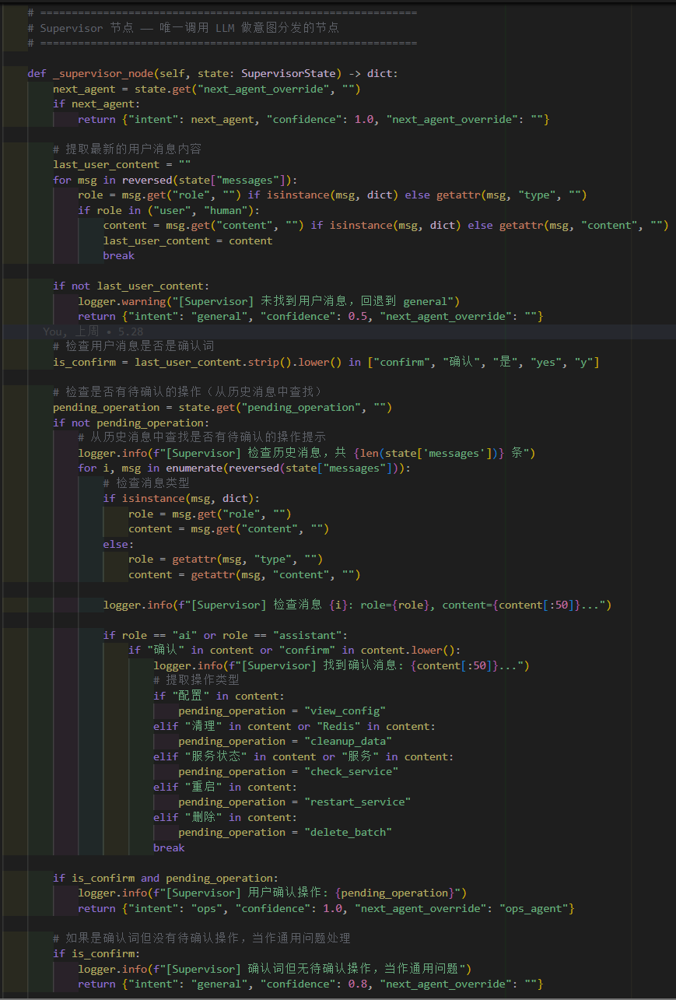 # ============================================================
# Supervisor 节点 —— 唯一调用 LLM 做意图分发的节点
# ============================================================
def _supervisor_node(self, state: SupervisorState) -> dict:
    next_agent = state.get("next_agent_override", "")
    if next_agent:
        return {"intent": next_agent, "confidence": 1.0, "next_agent_override": ""}
    # 提取最新的用户消息内容
    last_user_content = ""
    for msg in reversed(state["messages"]):
        role = msg.get("role", "") if isinstance(msg, dict) else getattr(msg, "type", "")
        if role in ("user", "human"):
            content = msg.get("content", "") if isinstance(msg, dict) else getattr(msg, "content", "")
            last_user_content = content
            break
    if not last_user_content:
        logger.warning("[Supervisor] 未找到用户消息，回退到 general")
        return {"intent": "general", "confidence": 0.5, "next_agent_override": ""}
You, 上周 • 5.28
    # 检查用户消息是否是确认词
    is_confirm = last_user_content.strip().lower() in ["confirm", "确认", "是", "yes", "y"]
    # 检查是否有待确认的操作（从历史消息中查找）
    pending_operation = state.get("pending_operation", "")
    if not pending_operation:
        # 从历史消息中查找是否有待确认的操作提示
        logger.info(f"[Supervisor] 检查历史消息，共 {len(state['messages'])} 条")
        for i, msg in enumerate(reversed(state["messages"])):
            # 检查消息类型
            if isinstance(msg, dict):
                role = msg.get("role", "")
                content = msg.get("content", "")
            else:
                role = getattr(msg, "type", "")
                content = getattr(msg, "content", "")
            logger.info(f"[Supervisor] 检查消息 {i}: role={role}, content={content[:50]}...")
            if role == "ai" or role == "assistant":
                if "确认" in content or "confirm" in content.lower():
                    logger.info(f"[Supervisor] 找到确认消息: {content[:50]}...")
                    # 提取操作类型
                    if "配置" in content:
                        pending_operation = "view_config"
                    elif "清理" in content or "Redis" in content:
                        pending_operation = "cleanup_data"
                    elif "服务状态" in content or "服务" in content:
                        pending_operation = "check_service"
                    elif "重启" in content:
                        pending_operation = "restart_service"
                    elif "删除" in content:
                        pending_operation = "delete_batch"
                    break
    if is_confirm and pending_operation:
        logger.info(f"[Supervisor] 用户确认操作: {pending_operation}")
        return {"intent": "ops", "confidence": 1.0, "next_agent_override": "ops_agent"}
    # 如果是确认词但没有待确认操作，当作通用问题处理
    if is_confirm:
        logger.info("[Supervisor] 确认词但无待确认操作，当作通用问题")
        return {"intent": "general", "confidence": 0.8, "next_agent_override": ""}